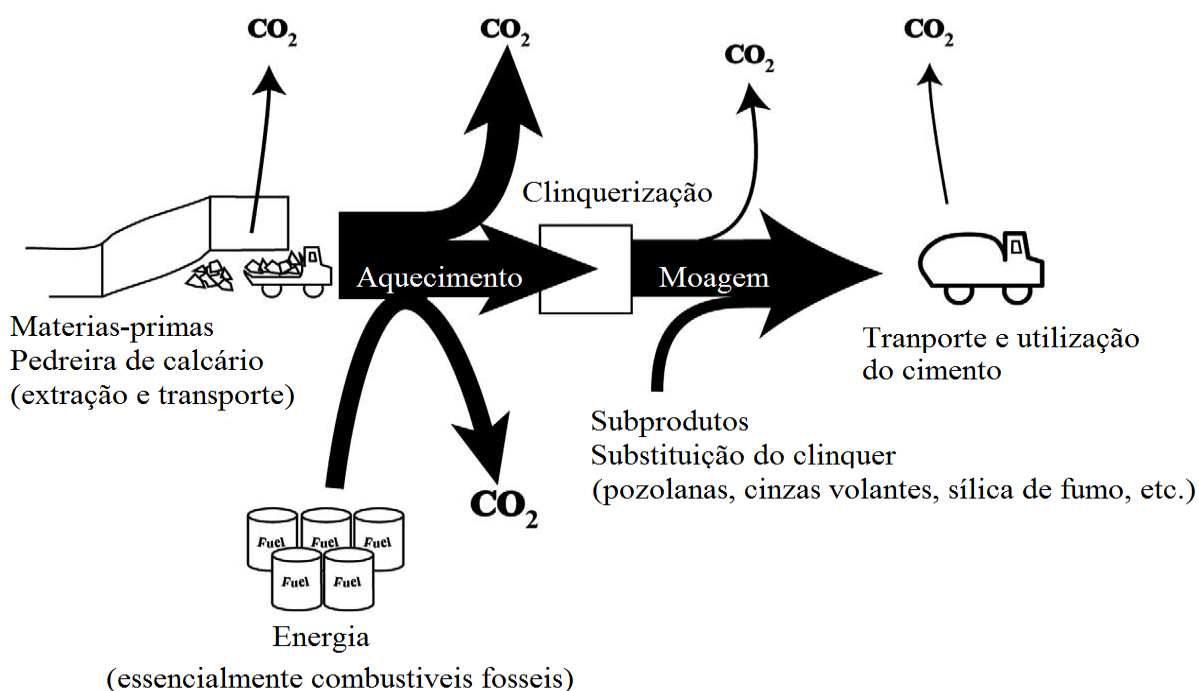 CO₂
CO₂
CO₂
CO₂
Clinquerização
Aquecimento
Moagem
Materias-primas
Pedreira de calcário
(extração e transporte)
Tranporte e utilização
do cimento
Subprodutos
Substituição do clinquer
(pozolanas, cinzas volantes, sílica de fumo, etc.)
CO₂
Fuel
Fuel
Fuel
Fuel
Fuel
Energia
(essencialmente combustiveis fosseis)